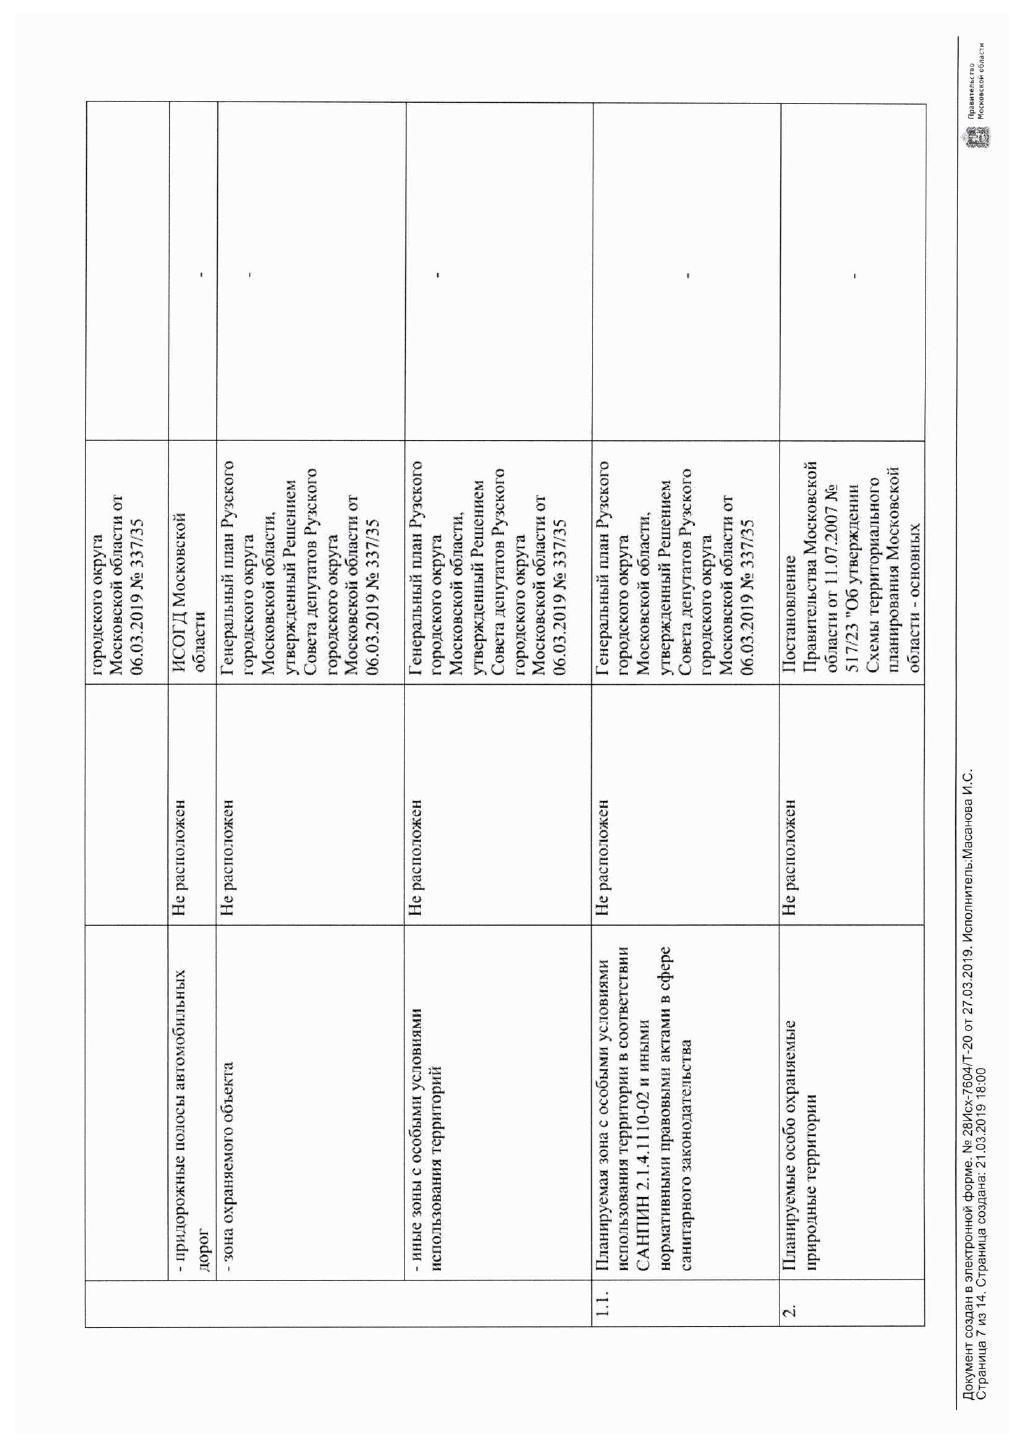 городского округа
Московской области от
06.03.2019 № 337/35
- придорожные полосы автомобильных
дорог
Не расположен
ИСОГД Московской
области
-
- зона охраняемого объекта
Не расположен
Генеральный план Рузского
городского округа
Московской области,
утвержденный Решением
Совета депутатов Рузского
городского округа
Московской области от
06.03.2019 № 337/35
-
- иные зоны с особыми условиями
использования территорий
Не расположен
Генеральный план Рузского
городского округа
Московской области,
утвержденный Решением
Совета депутатов Рузского
городского округа
Московской области от
06.03.2019 № 337/35
-
1.1.
Планируемая зона с особыми условиями
использования территории в соответствии
САНПИН 2.1.4.1110-02 и иными
нормативными правовыми актами в сфере
санитарного законодательства
Не расположен
Генеральный план Рузского
городского округа
Московской области,
утвержденный Решением
Совета депутатов Рузского
городского округа
Московской области от
06.03.2019 № 337/35
-
2.
Планируемые особо охраняемые
природные территории
Не расположен
Постановление
Правительства Московской
области от 11.07.2007 №
517/23 "Об утверждении
Схемы территориального
планирования Московской
области - основных
-
Документ создан в электронной форме. № 28Исх-7604/Т-20 от 27.03.2019. Исполнитель:Масанова И.С.
Страница 7 из 14. Страница создана: 21.03.2019 18:00
Правительство
Московской области